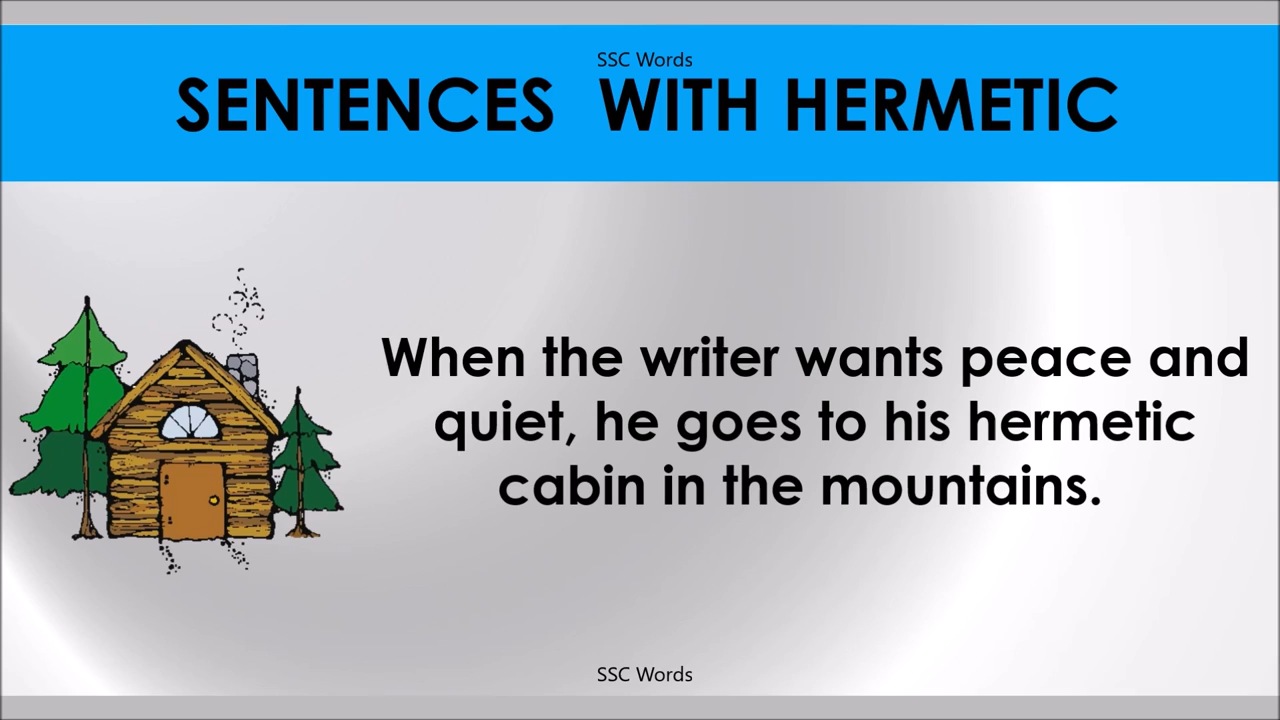 SSC Words
SENTENCES WITH HERMETIC
When the writer wants peace and
quiet, he goes to his hermetic
cabin in the mountains.
SSC Words